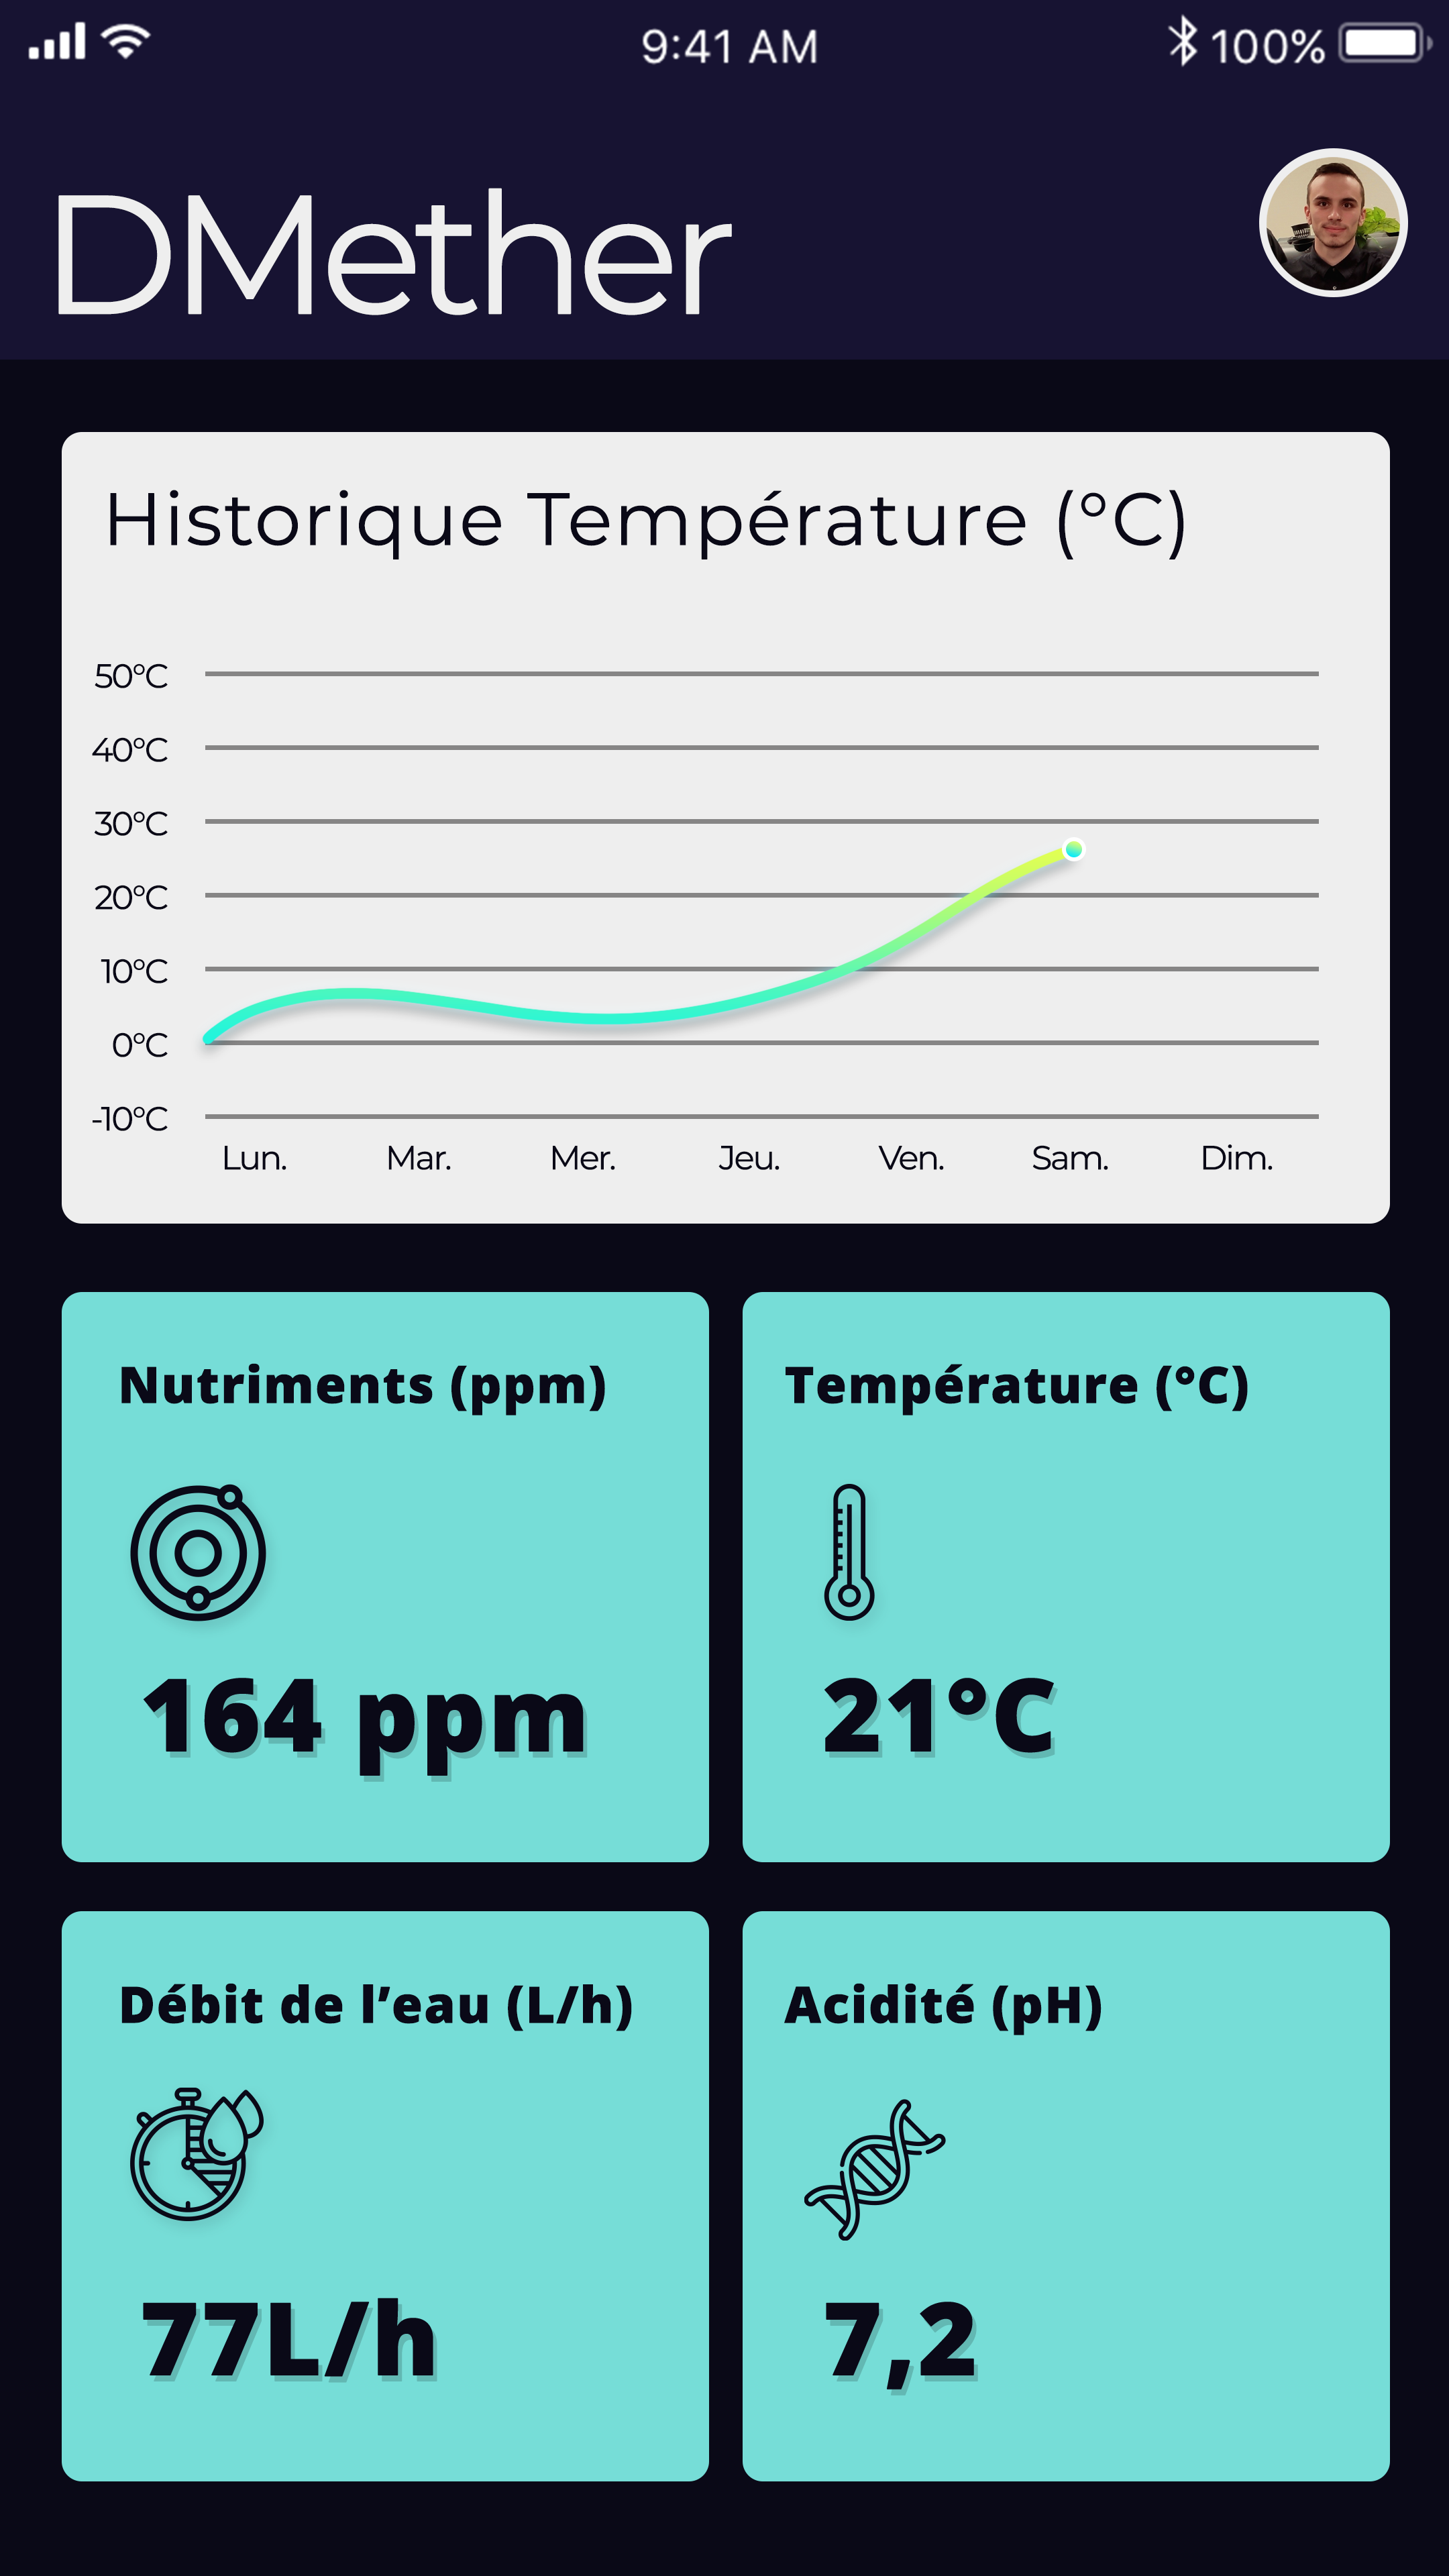 9:41 AM 100%
DMether
Historique Température (°C)
50°C
40°C
30°C
20°C
10°C
0°C
-10°C
Lun. Mar. Mer. Jeu. Ven. Sam. Dim.
Nutriments (ppm)
164 ppm
Température (°C)
21°C
Débit de l’eau (L/h)
77L/h
Acidité (pH)
7,2